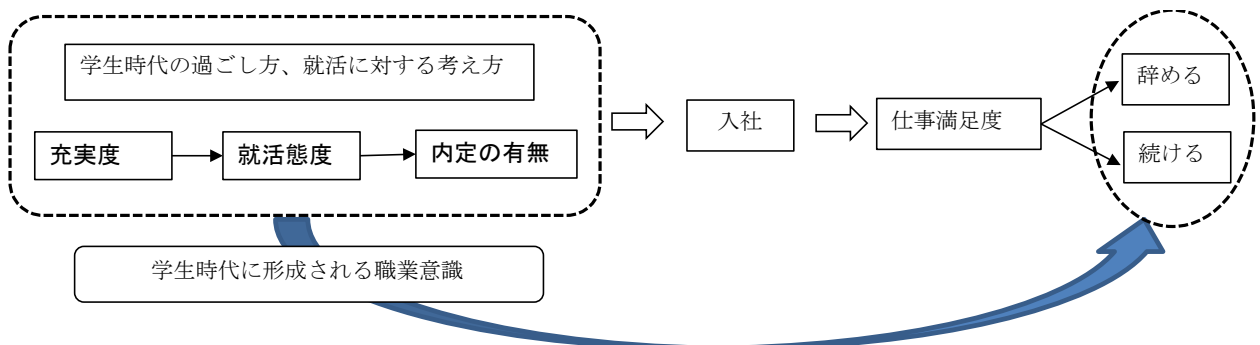 学生時代の過ごし方、就活に対する考え方
充実度
就活態度
内定の有無
入社
仕事満足度
辞める
続ける
学生時代に形成される職業意識